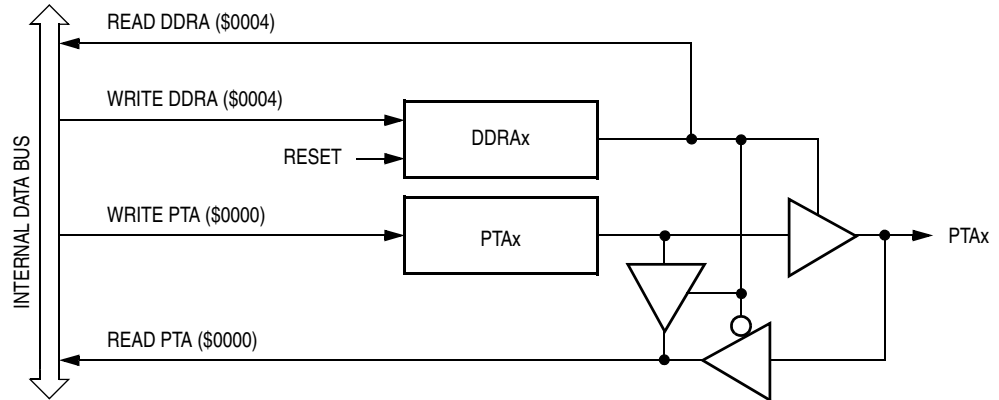 READ DDRA ($0004)
WRITE DDRA ($0004)
DDRAx
RESET
INTERNAL DATA BUS
WRITE PTA ($0000)
PTAx
PTAx
READ PTA ($0000)